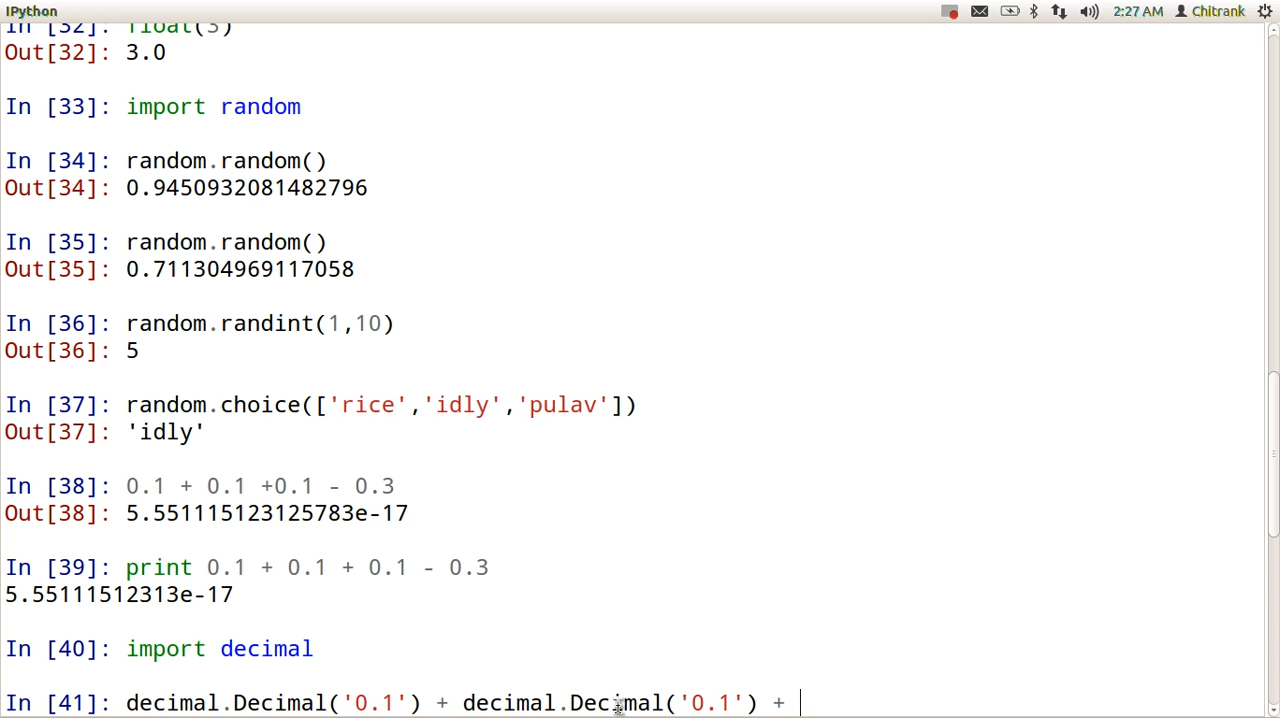 IPython
2:27 AM Chitrank
In [32]: float(3)
Out[32]: 3.0
In [33]: import random
In [34]: random.random()
Out[34]: 0.9450932081482796
In [35]: random.random()
Out[35]: 0.711304969117058
In [36]: random.randint(1,10)
Out[36]: 5
In [37]: random.choice(['rice','idly','pulav'])
Out[37]: 'idly'
In [38]: 0.1 + 0.1 +0.1 - 0.3
Out[38]: 5.551115123125783e-17
In [39]: print 0.1 + 0.1 + 0.1 - 0.3
5.55111512313e-17
In [40]: import decimal
In [41]: decimal.Decimal('0.1') + decimal.Decimal('0.1') +